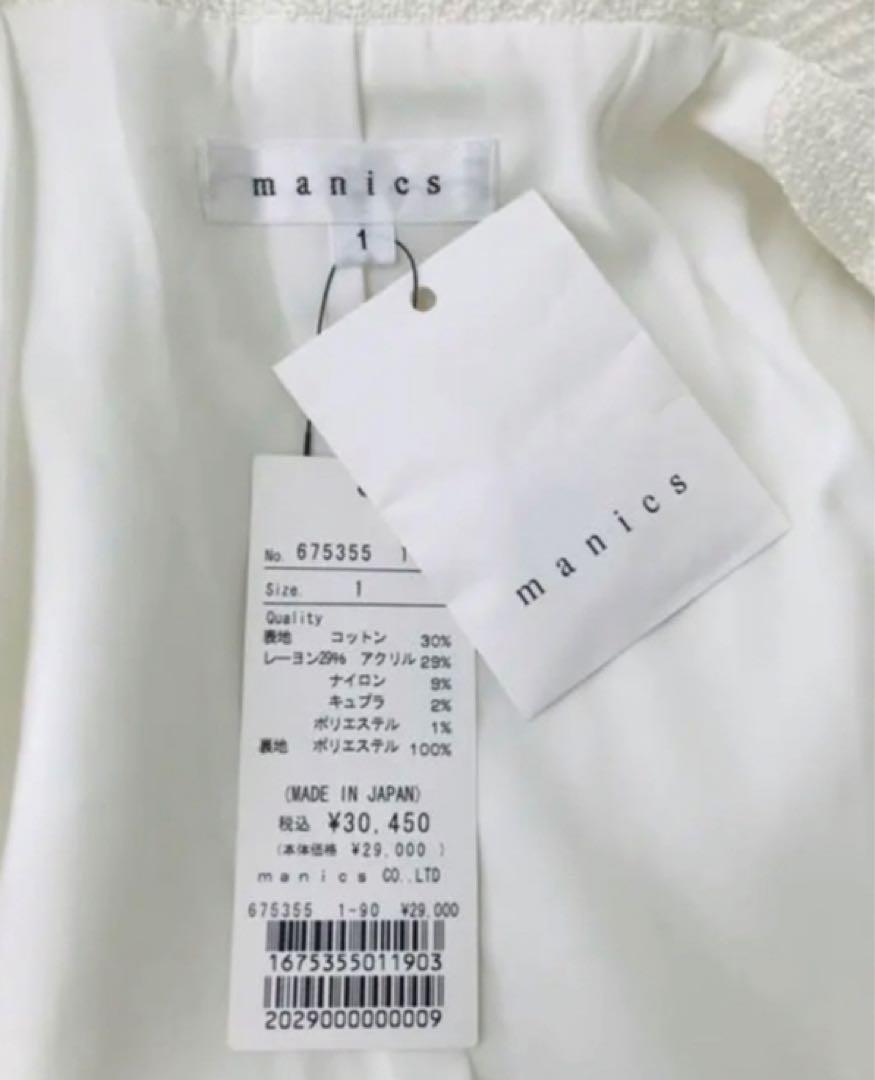 manics
1
manics
No. 675355 1
Size. 1
Quality
表地 コットン 30%
レーヨン29% アクリル 29%
ナイロン 9%
キュプラ 2%
ポリエステル 1%
裏地 ポリエステル 100%
(MADE IN JAPAN)
税込 ¥30,450
(本体価格 ¥29,000 )
manics CO.,LTD
675355 1-90 ¥29,000
1675355011903
2029000000009